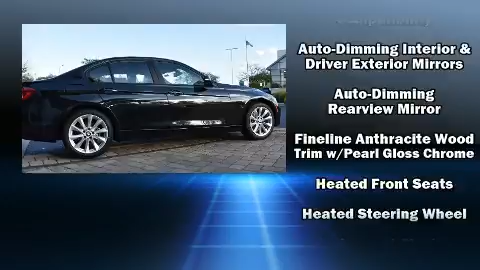 Auto-Dimming Interior &
Driver Exterior Mirrors
Auto-Dimming
Rearview Mirror
Fineline Anthracite Wood
Trim w/Pearl Gloss Chrome
Heated Front Seats
Heated Steering Wheel